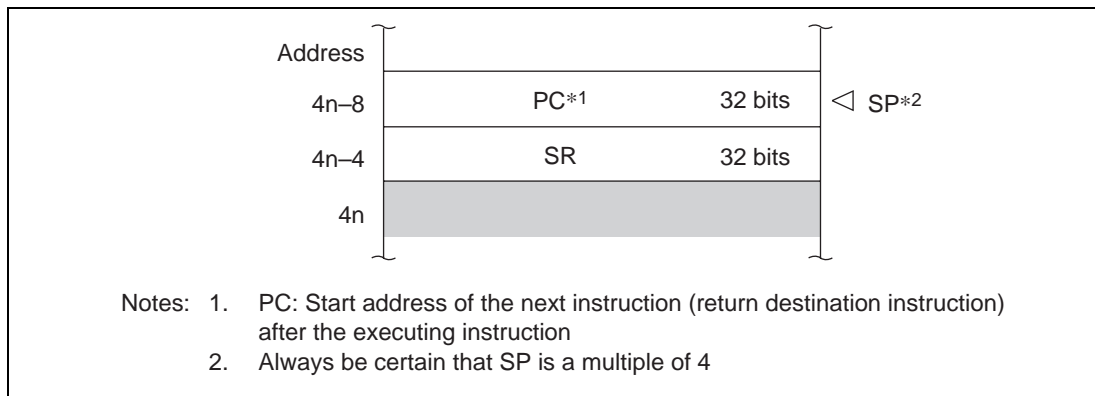 Address
4n–8 PC*1 32 bits SP*2
4n–4 SR 32 bits
4n
Notes: 1. PC: Start address of the next instruction (return destination instruction)
after the executing instruction
2. Always be certain that SP is a multiple of 4